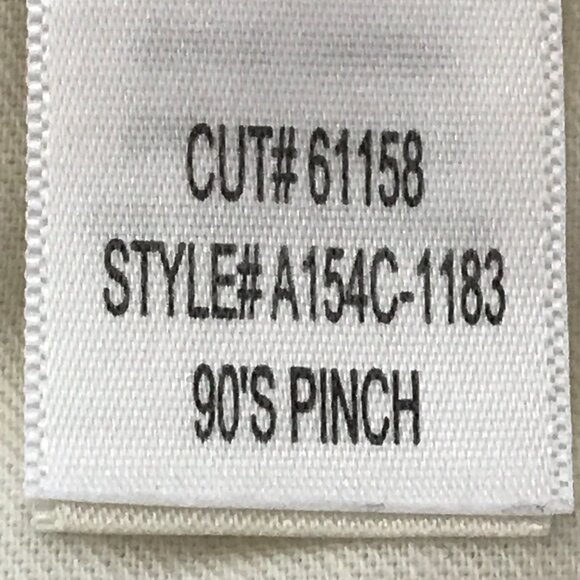 CUT# 61158
STYLE# A154C-1183
90'S PINCH